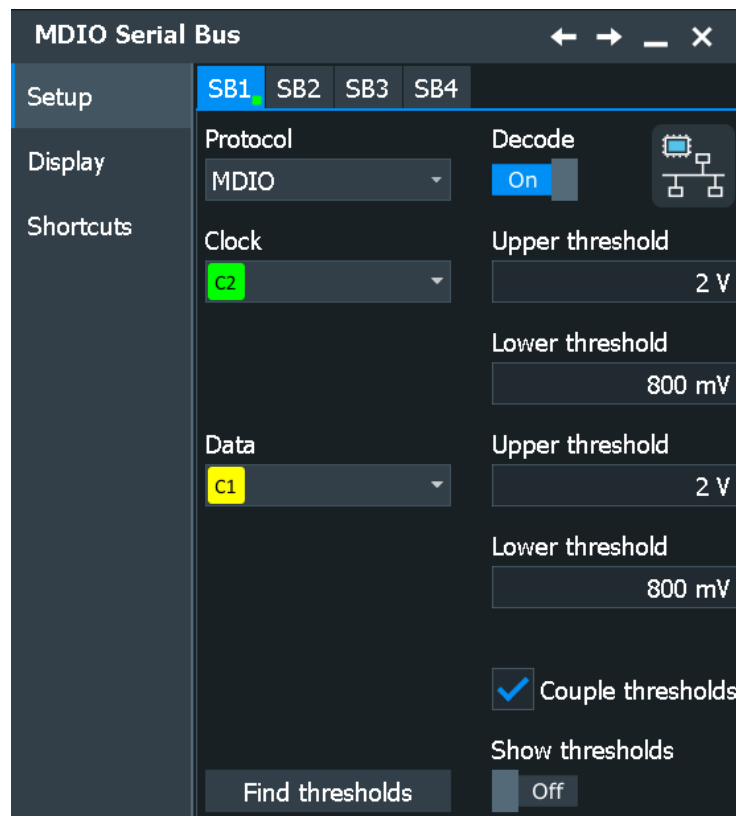 MDIO Serial Bus
Setup
Display
Shortcuts
SB1 SB2 SB3 SB4
Protocol
MDIO
Decode
On
Clock
C2
Upper threshold
2 V
Lower threshold
800 mV
Data
C1
Upper threshold
2 V
Lower threshold
800 mV
Couple thresholds
Show thresholds
Find thresholds
Off